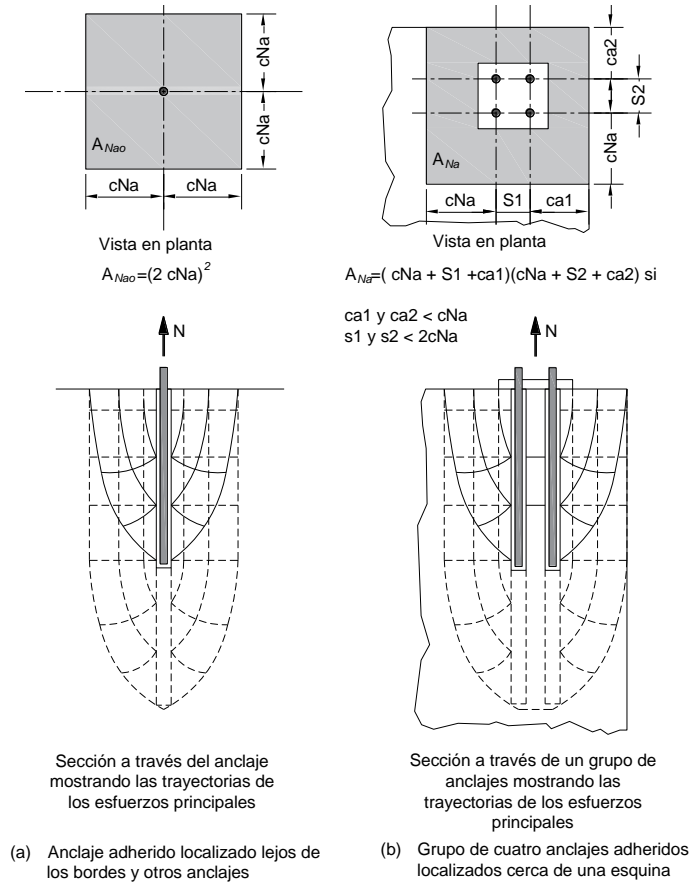 cNa
cNa
A Nao
cNa cNa
Vista en planta
A Nao=(2 cNa)²
ca2
S2
cNa
A Na
cNa S1 ca1
Vista en planta
A Na=( cNa + S1 +ca1)(cNa + S2 + ca2) si
ca1 y ca2 < cNa
s1 y s2 < 2cNa
N
N
Sección a través del anclaje
mostrando las trayectorias de
los esfuerzos principales
(a) Anclaje adherido localizado lejos de
los bordes y otros anclajes
Sección a través de un grupo de
anclajes mostrando las
trayectorias de los esfuerzos
principales
(b) Grupo de cuatro anclajes adheridos
localizados cerca de una esquina